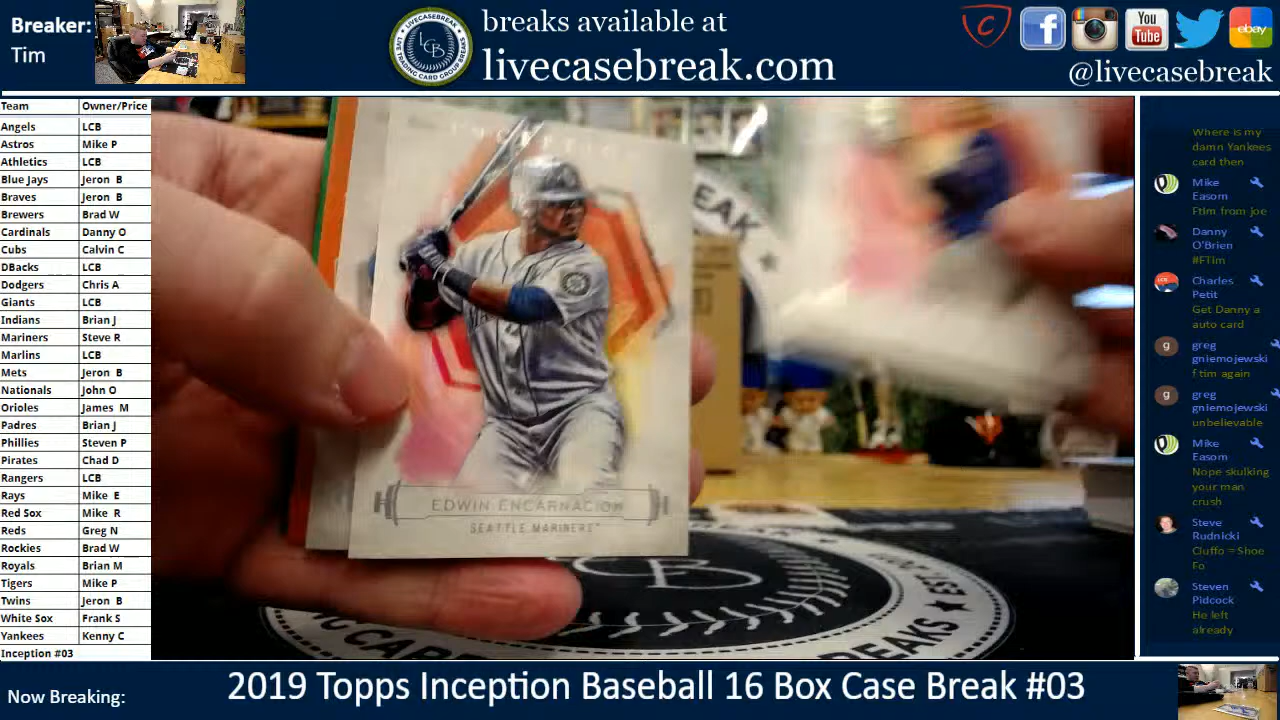 Breaker:
Tim
LCB
breaks available at
livecasebreak.com
You
Tube
ebay
@livecasebreak
Team Owner/Price
Angels LCB
Astros Mike P
Athletics LCB
Blue Jays Jeron B
Braves Jeron B
Brewers Brad W
Cardinals Danny O
Cubs Calvin C
DBacks LCB
Dodgers Chris A
Giants LCB
Indians Brian J
Mariners Steve R
Marlins LCB
Mets Jeron B
Nationals John O
Orioles James M
Padres Brian J
Phillies Steven P
Pirates Chad D
Rangers LCB
Rays Mike E
Red Sox Mike R
Reds Greg N
Rockies Brad W
Royals Brian M
Tigers Mike P
Twins Jeron B
White Sox Frank S
Yankees Kenny C
Inception #03
EDWIN ENCARNACION
SEATTLE MARINERS
Where is my
damn Yankees
card then
Mike
Easom
Ftim from joe
Danny
O'Brien
#FTim
Charles
Petit
Get Danny a
auto card
greg
gniemojewski
f tim again
greg
gniemojewski
unbelievable
Mike
Easom
Nope skulking
your man
crush
Steve
Rudnicki
Cluffo = Shoe
Fo
Steven
Pidcock
He left
already
Now Breaking:
2019 Topps Inception Baseball 16 Box Case Break #03